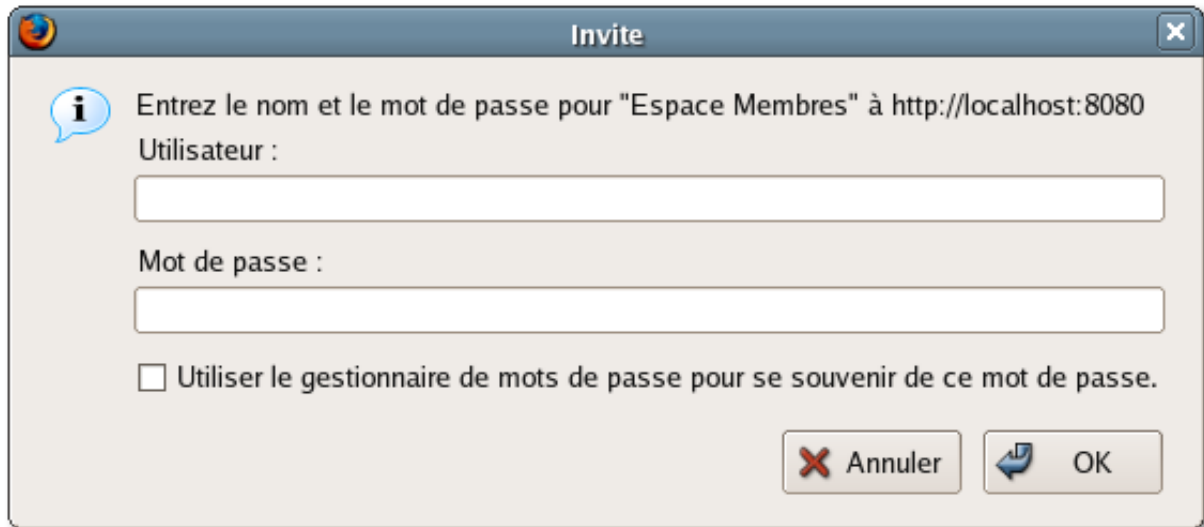 Invite
Entrez le nom et le mot de passe pour "Espace Membres" à http://localhost:8080
Utilisateur :
Mot de passe :
Utiliser le gestionnaire de mots de passe pour se souvenir de ce mot de passe.
Annuler
OK